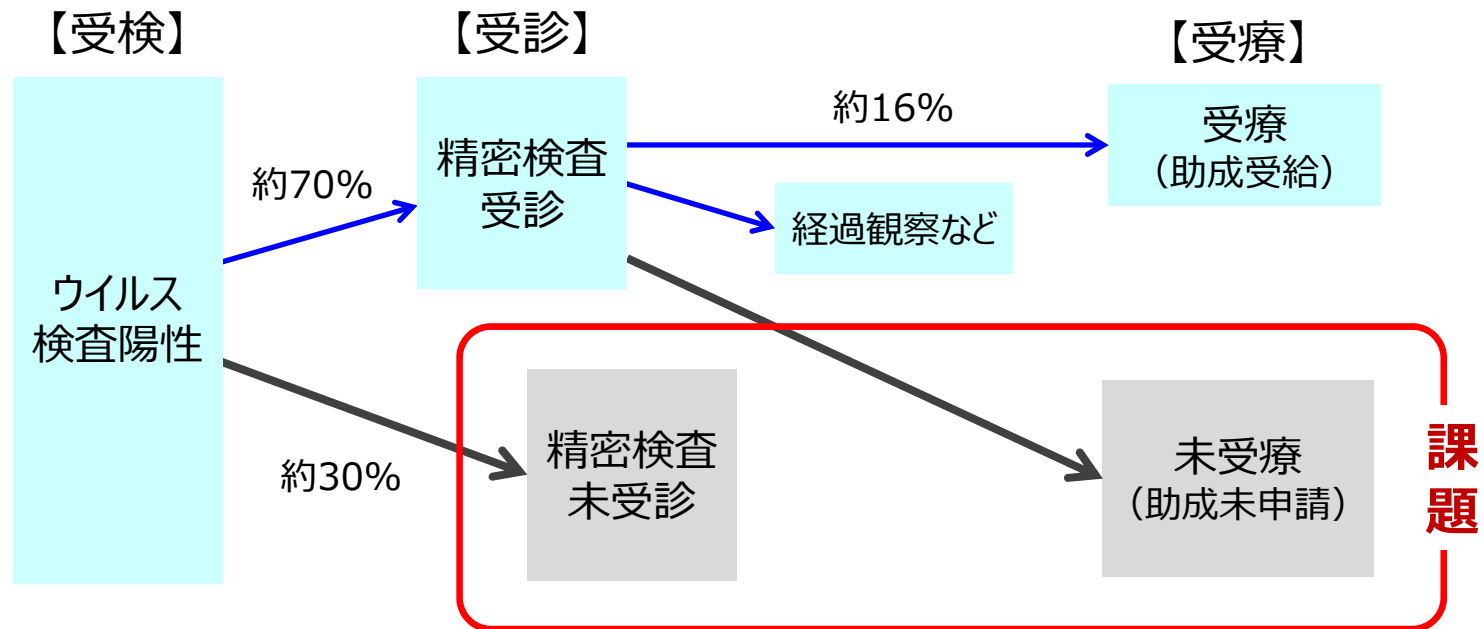 【受検】
【受診】
【受療】
ウイルス
検査陽性
約70%
約30%
精密検査
受診
約16%
受療
（助成受給）
経過観察など
精密検査
未受診
未受療
（助成未申請）
課
題